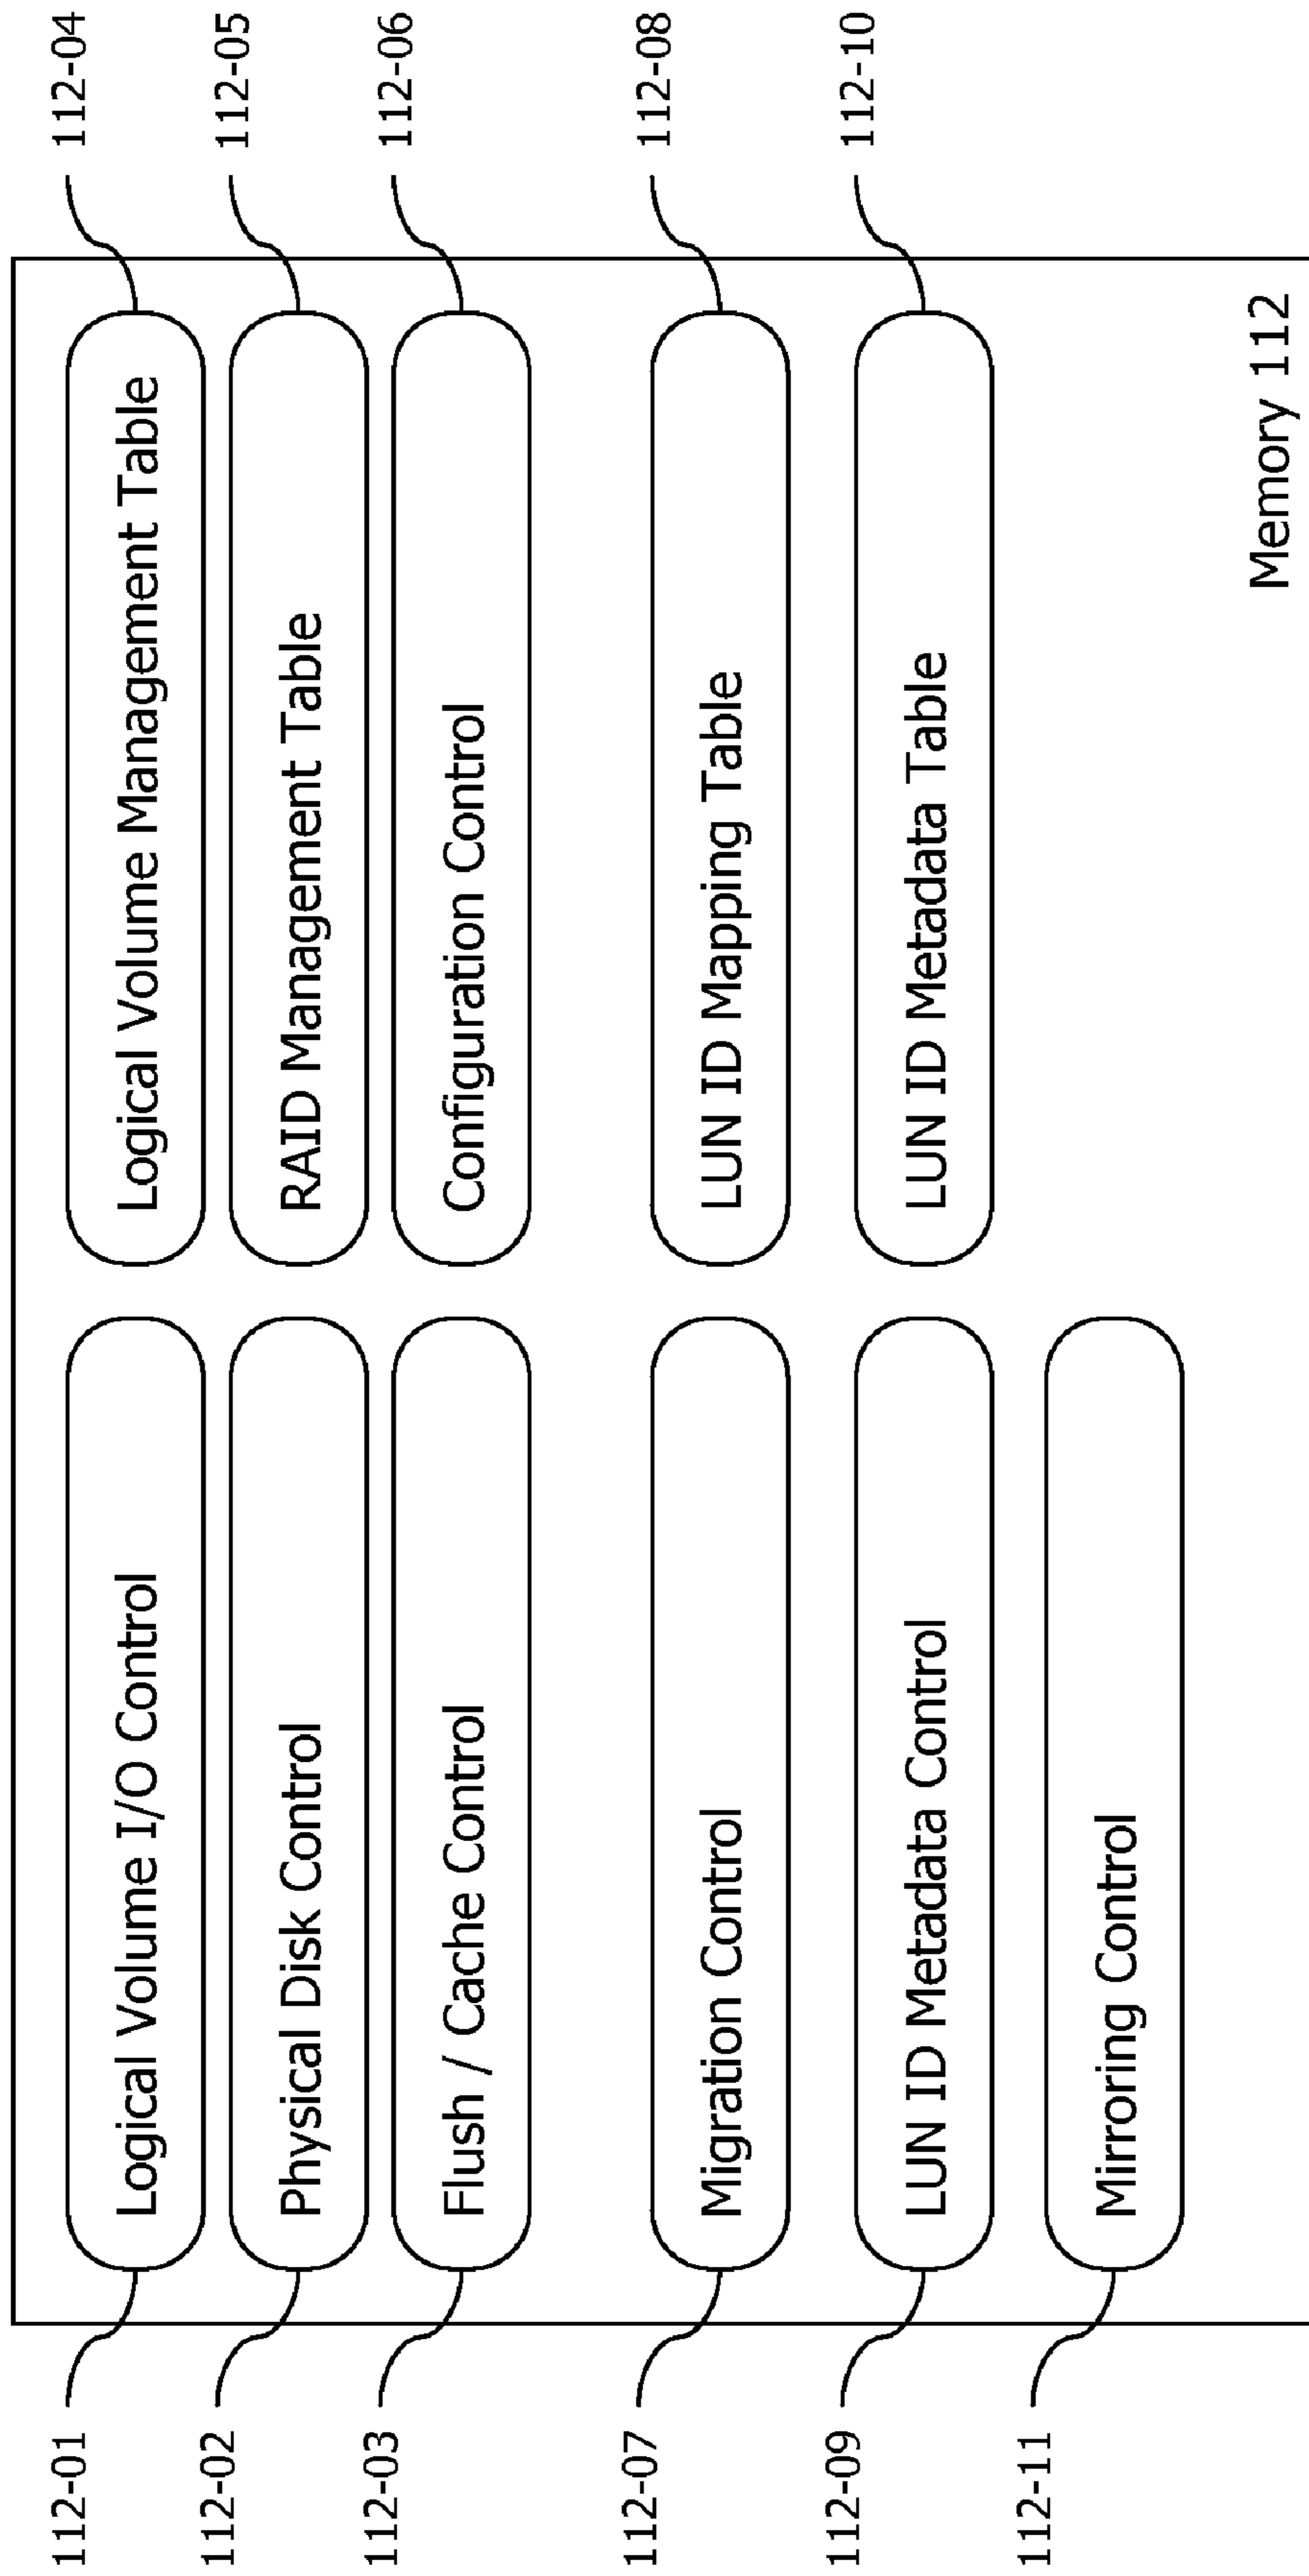 112-01
Logical Volume I/O Control
Logical Volume Management Table
112-04
112-02
Physical Disk Control
RAID Management Table
112-05
112-03
Flush / Cache Control
Configuration Control
112-06
112-07
Migration Control
LUN ID Mapping Table
112-08
112-09
LUN ID Metadata Control
LUN ID Metadata Table
112-10
112-11
Mirroring Control
Memory 112